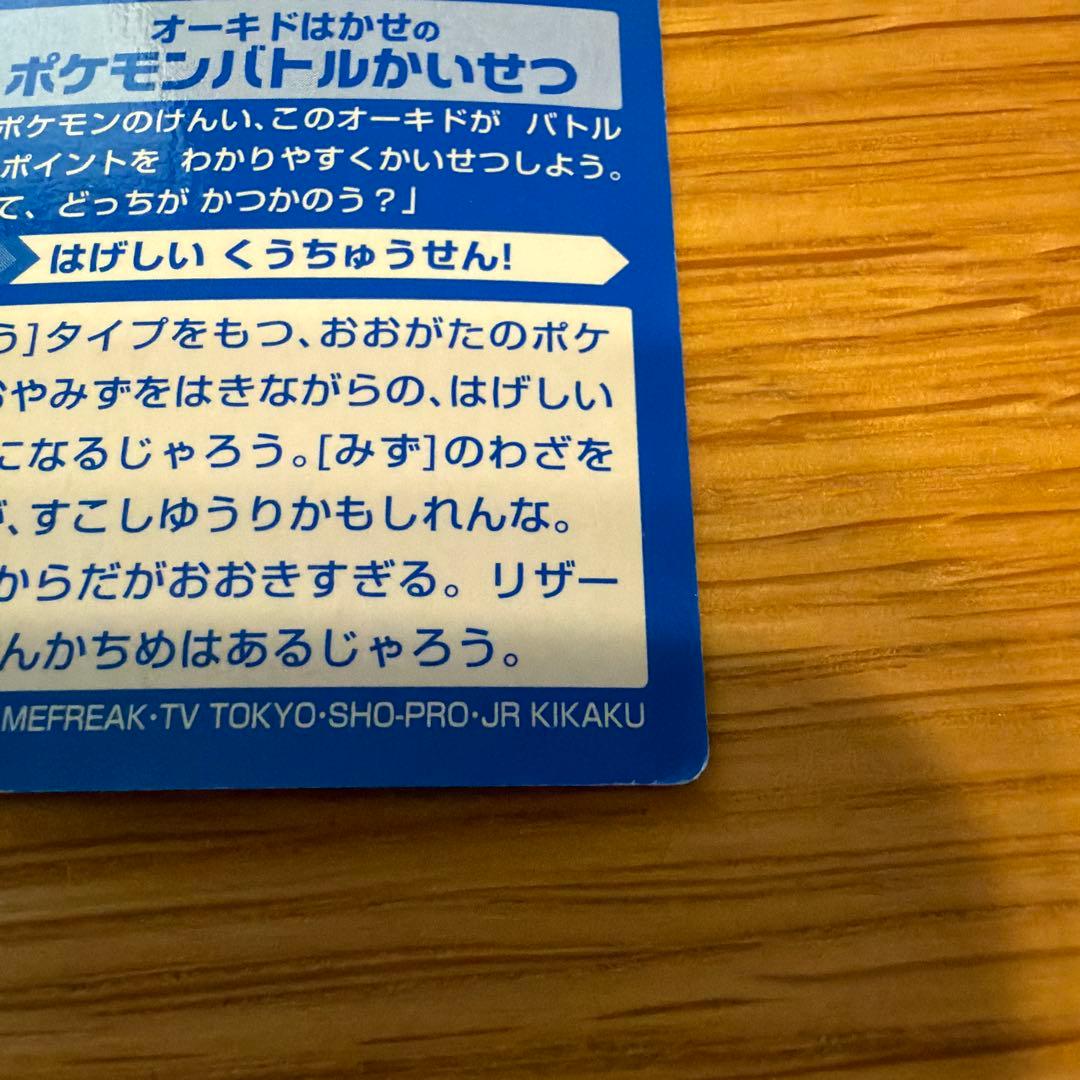 オーキドはかせの
ポケモンバトルかいせつ
ポケモンのけんい、このオーキドが バトル
ポイントを わかりやすくかいせつしよう。
て、どっちが かつかのう？」
はげしい くうちゅうせん!
う]タイプをもつ、おおがたのポケ
やみずをはきながらの、はげしい
になるじゃろう。[みず]のわざを
、すこしゆうりかもしれんな。
からだがおおきすぎる。リザー
んかちめはあるじゃろう。
MEFREAK・TV TOKYO・SHO-PRO・JR KIKAKU